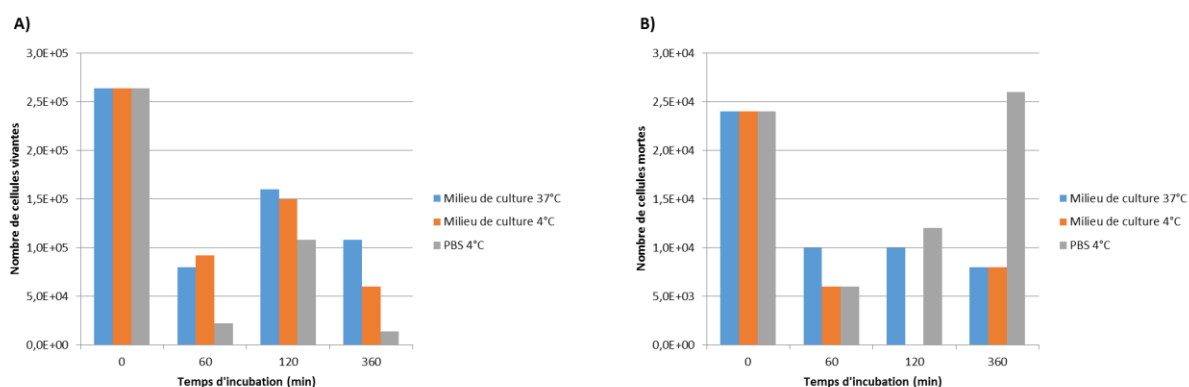 A)
Nombre de cellules vivantes
3,0E+05
2,5E+05
2,0E+05
1,5E+05
1,0E+05
5,0E+04
0,0E+00
0 60 120 360
Temps d'incubation (min)
Milieu de culture 37°C
Milieu de culture 4°C
PBS 4°C
B)
Nombre de cellules mortes
3,0E+04
2,5E+04
2,0E+04
1,5E+04
1,0E+04
5,0E+03
0,0E+00
0 60 120 360
Temps d'incubation (min)
Milieu de culture 37°C
Milieu de culture 4°C
PBS 4°C